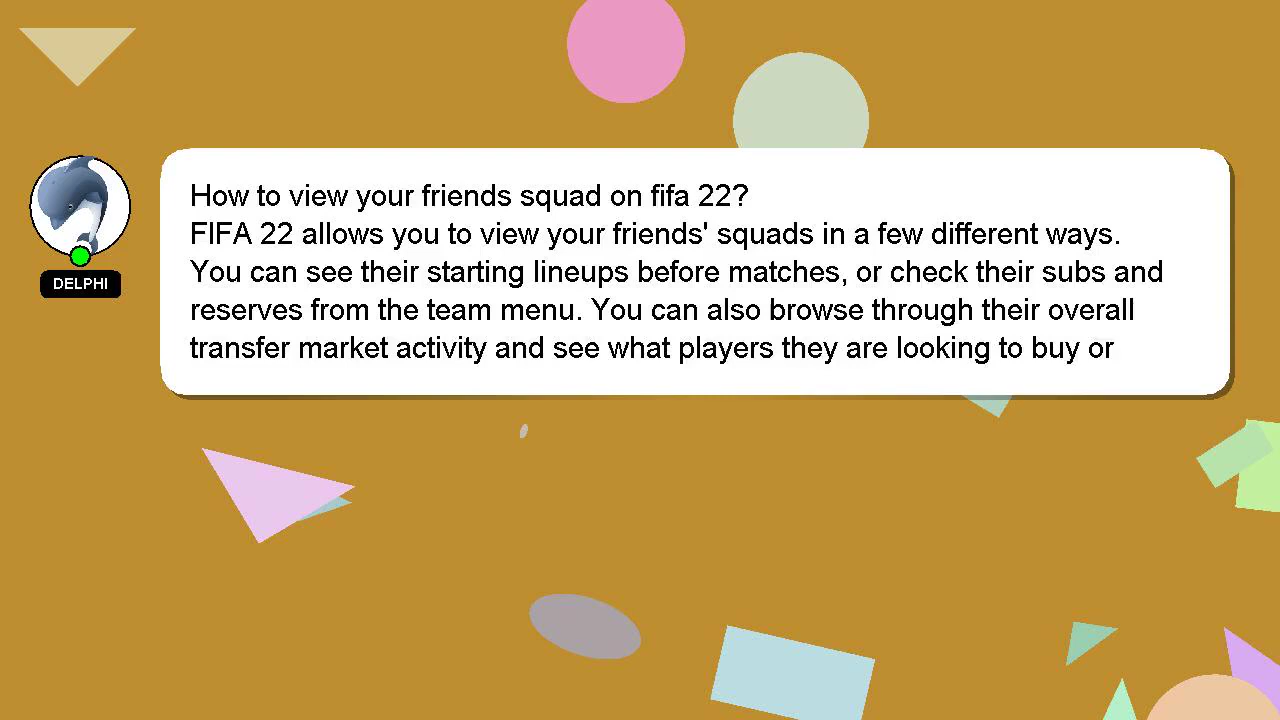 DELPHI
How to view your friends squad on fifa 22?
FIFA 22 allows you to view your friends' squads in a few different ways.
You can see their starting lineups before matches, or check their subs and
reserves from the team menu. You can also browse through their overall
transfer market activity and see what players they are looking to buy or